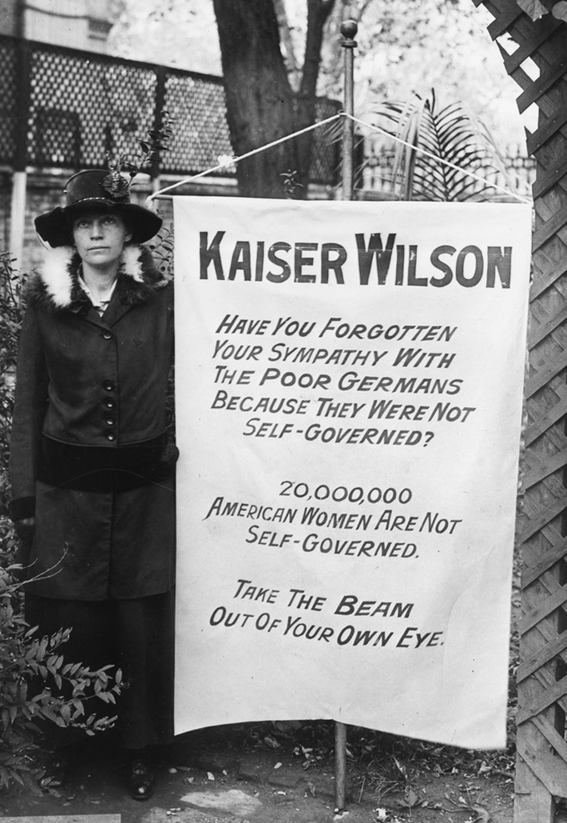 KAISER WILSON
HAVE YOU FORGOTTEN
YOUR SYMPATHY WITH
THE POOR GERMANS
BECAUSE THEY WERE NOT
SELF-GOVERNED?
20,000,000
AMERICAN WOMEN ARE NOT
SELF-GOVERNED.
TAKE THE BEAM
OUT OF YOUR OWN EYE.